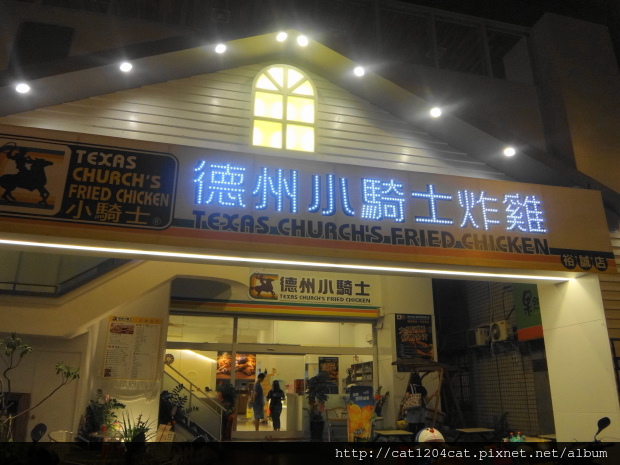 TEXAS
CHURCH'S
FRIED CHICKEN
小騎士®
德州小騎士炸雞
TEXAS CHURCH'S FRIED CHICKEN
裕誠店
德州小騎士
TEXAS CHURCH'S FRIED CHICKEN
http://cat1204cat.pixnet.net/album